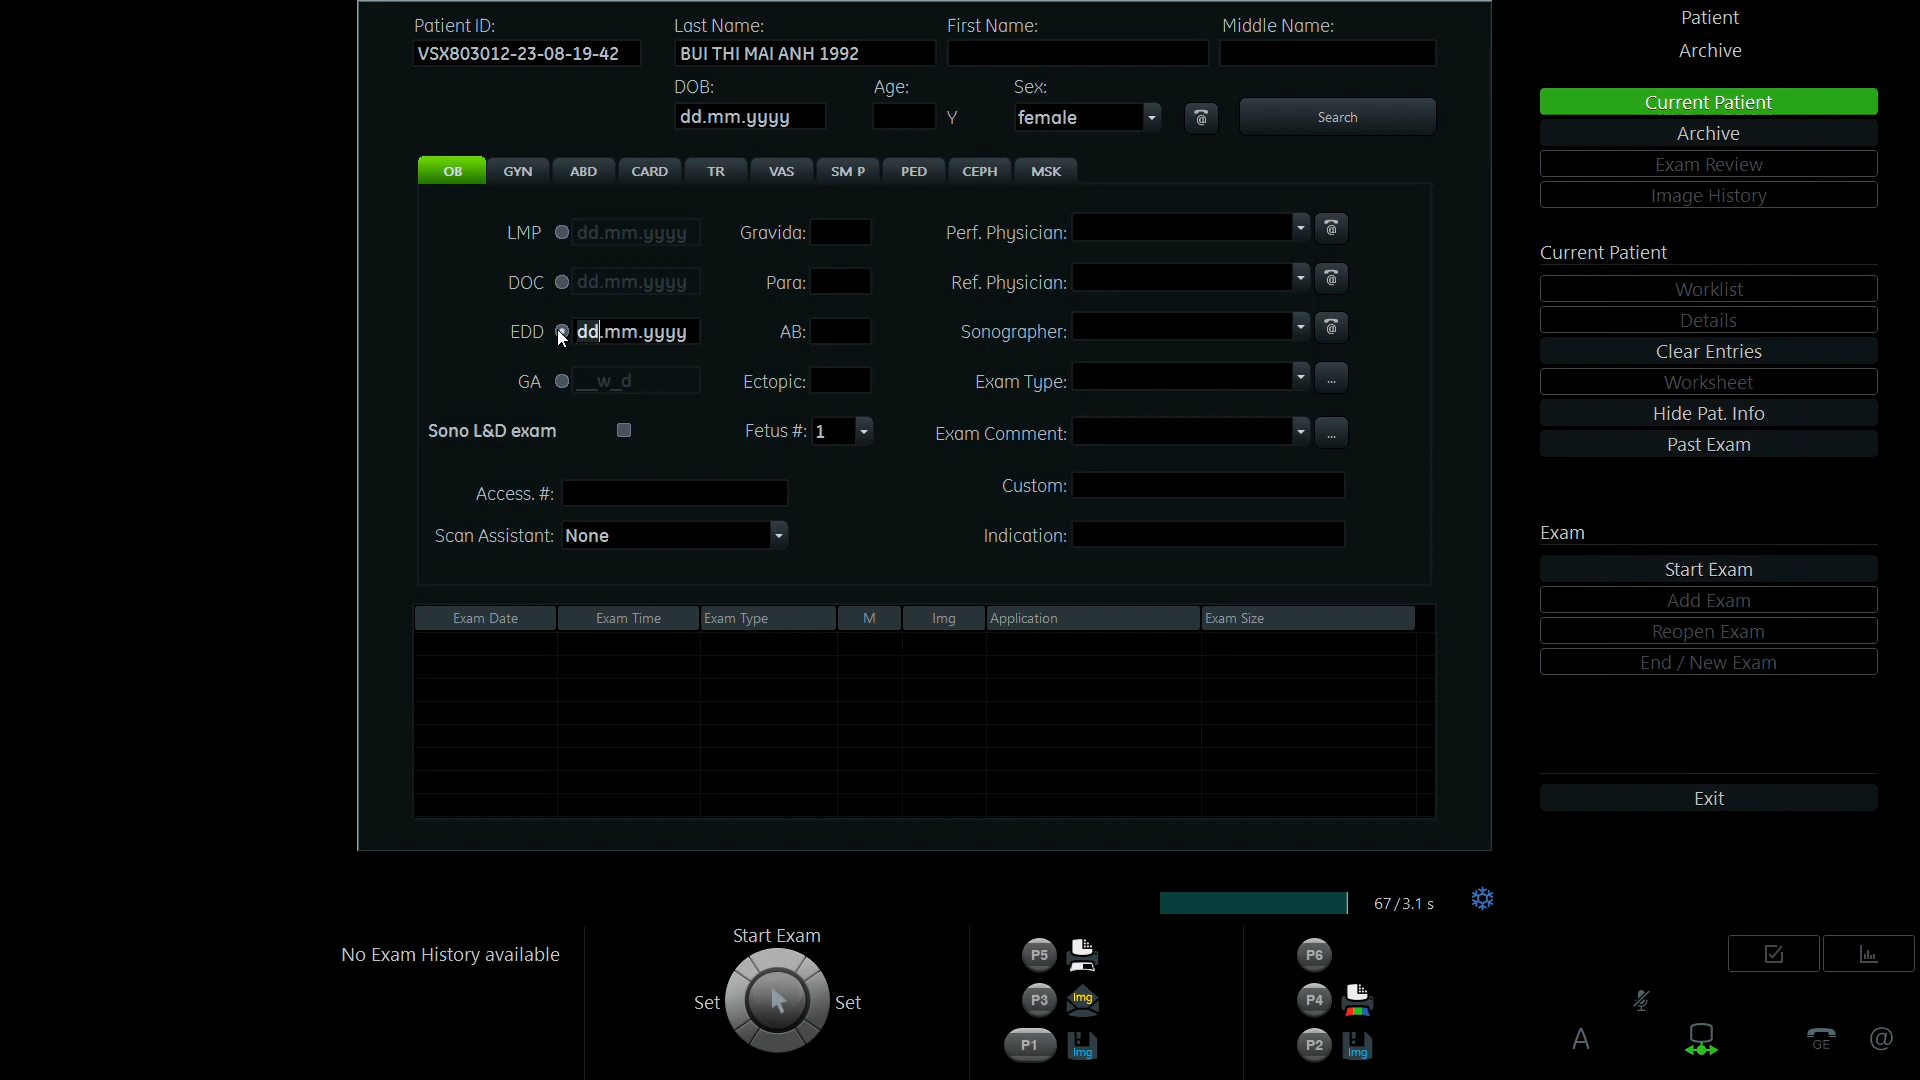 Patient ID: Last Name: First Name: Middle Name:
VSX803012-23-08-19-42 BUI THI MAI ANH 1992
DOB: Age: Sex:
dd.mm.yyyy Y female @ Search
OB GYN ABD CARD TR VAS SM P PED CEPH MSK
LMP dd.mm.yyyy Gravida: Perf. Physician: @
DOC dd.mm.yyyy Para: Ref. Physician: @
EDD dd.mm.yyyy AB: Sonographer: @
GA __w_d Ectopic: Exam Type: ...
Sono L&D exam Fetus #: 1 Exam Comment: ...
Access. #: Custom:
Scan Assistant: None Indication:
Exam Date Exam Time Exam Type M Img Application Exam Size
Patient
Archive
Current Patient
Archive
Exam Review
Image History
Current Patient
Worklist
Details
Clear Entries
Worksheet
Hide Pat. Info
Past Exam
Exam
Start Exam
Add Exam
Reopen Exam
End / New Exam
Exit
67/3.1 s
No Exam History available
Start Exam
Set Set
P5 P6
P3 Img P4
P1 Img P2 Img
A GE @